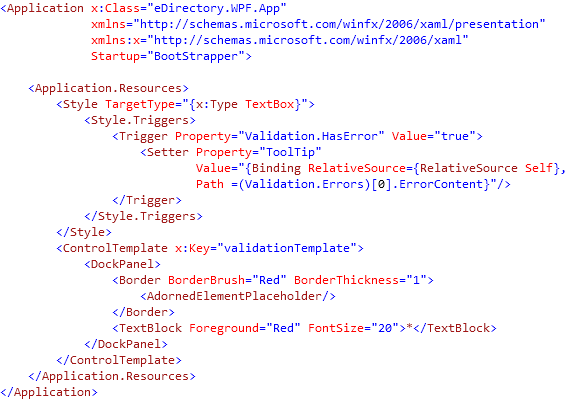 <Application x:Class="eDirectory.WPF.App"
             xmlns="http://schemas.microsoft.com/winfx/2006/xaml/presentation"
             xmlns:x="http://schemas.microsoft.com/winfx/2006/xaml"
             Startup="BootStrapper">
    <Application.Resources>
        <Style TargetType="{x:Type TextBox}">
            <Style.Triggers>
                <Trigger Property="Validation.HasError" Value="true">
                    <Setter Property="ToolTip"
                            Value="{Binding RelativeSource={RelativeSource Self},
                            Path =(Validation.Errors)[0].ErrorContent}"/>
                </Trigger>
            </Style.Triggers>
        </Style>
        <ControlTemplate x:Key="validationTemplate">
            <DockPanel>
                <Border BorderBrush="Red" BorderThickness="1">
                    <AdornedElementPlaceholder/>
                </Border>
                <TextBlock Foreground="Red" FontSize="20">*</TextBlock>
            </DockPanel>
        </ControlTemplate>
    </Application.Resources>
</Application>